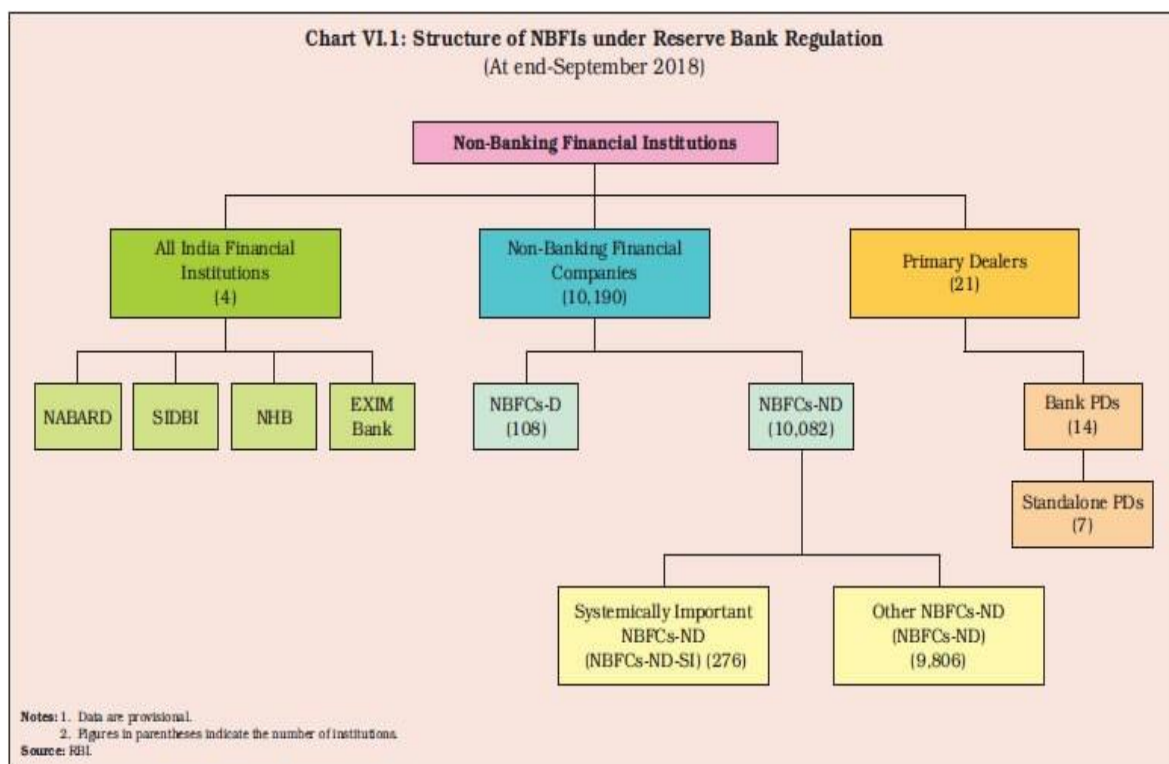 Chart VI.1: Structure of NBFIs under Reserve Bank Regulation
(At end-September 2018)
Non-Banking Financial Institutions
All India Financial
Institutions
(4)
Non-Banking Financial
Companies
(10,190)
Primary Dealers
(21)
NABARD
SIDBI
NHB
EXIM
Bank
NBFCs-D
(108)
NBFCs-ND
(10,082)
Bank PDs
(14)
Standalone PDs
(7)
Systemically Important
NBFCs-ND
(NBFCs-ND-SI) (276)
Other NBFCs-ND
(NBFCs-ND)
(9,806)
Notes: 1. Data are provisional.
2. Figures in parentheses indicate the number of institutions.
Source: RBI.